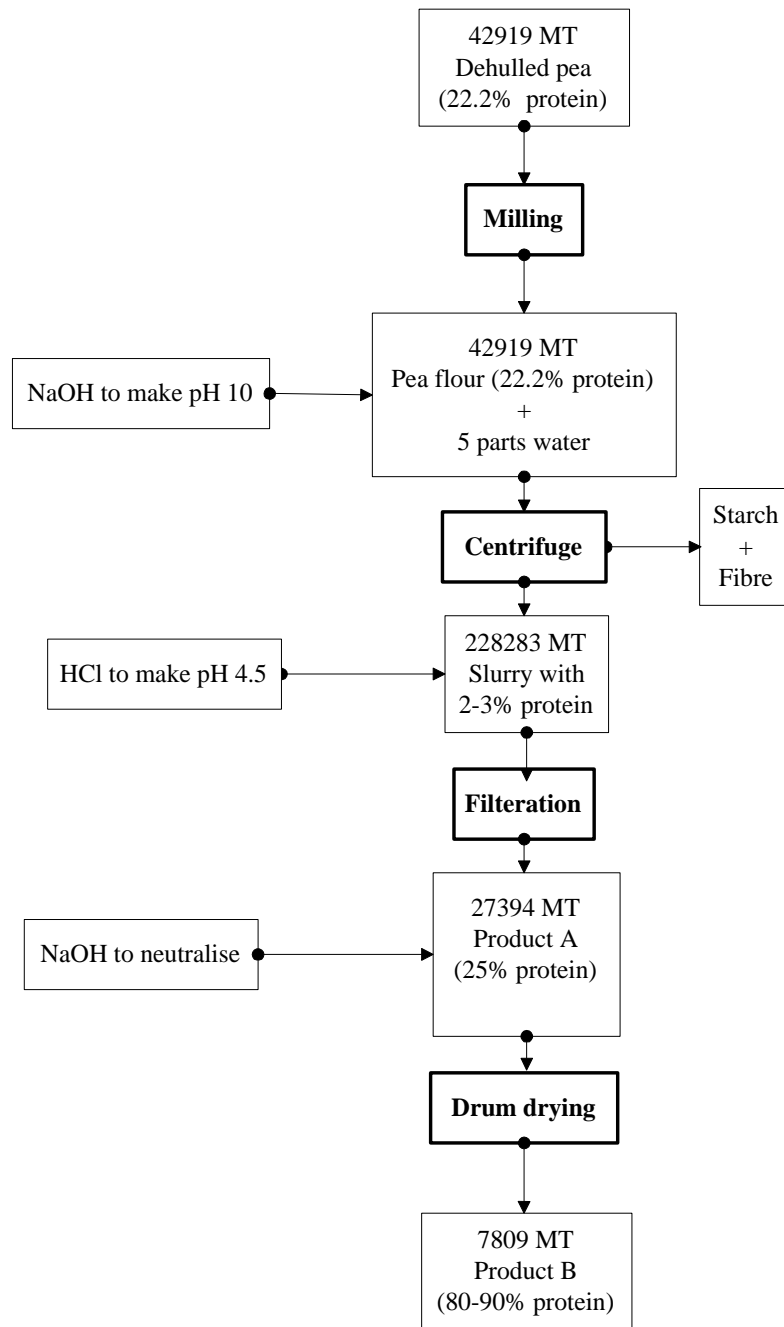 42919 MT
Dehulled pea
(22.2% protein)
Milling
42919 MT
Pea flour (22.2% protein)
+
5 parts water
NaOH to make pH 10
Centrifuge
Starch
+
Fibre
228283 MT
Slurry with
2-3% protein
HCl to make pH 4.5
Filteration
27394 MT
Product A
(25% protein)
NaOH to neutralise
Drum drying
7809 MT
Product B
(80-90% protein)